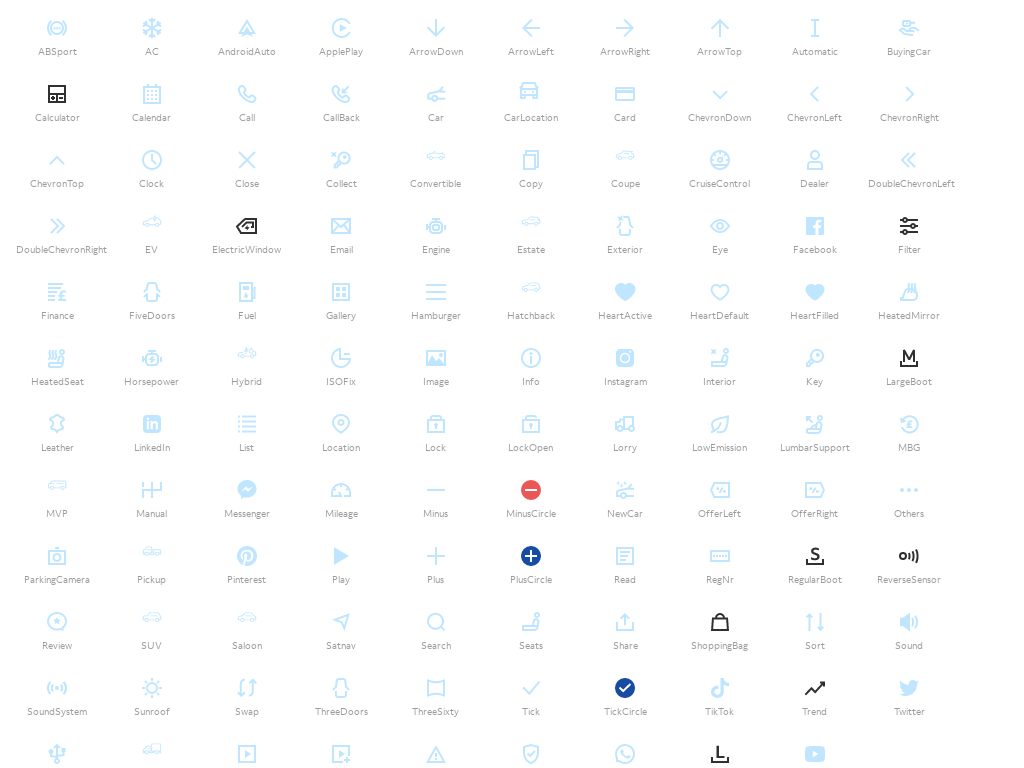 ABSport AC AndroidAuto ApplePlay ArrowDown ArrowLeft ArrowRight ArrowTop Automatic BuyingCar
Calculator Calendar Call CallBack Car CarLocation Card ChevronDown ChevronLeft ChevronRight
ChevronTop Clock Close Collect Convertible Copy Coupe CruiseControl Dealer DoubleChevronLeft
DoubleChevronRight EV ElectricWindow Email Engine Estate Exterior Eye Facebook Filter
Finance FiveDoors Fuel Gallery Hamburger Hatchback HeartActive HeartDefault HeartFilled HeatedMirror
HeatedSeat Horsepower Hybrid ISOFix Image Info Instagram Interior Key LargeBoot
Leather LinkedIn List Location Lock LockOpen Lorry LowEmission LumbarSupport MBG
MVP Manual Messenger Mileage Minus MinusCircle NewCar OfferLeft OfferRight Others
ParkingCamera Pickup Pinterest Play Plus PlusCircle Read RegNr RegularBoot ReverseSensor
Review SUV Saloon Satnav Search Seats Share ShoppingBag Sort Sound
SoundSystem Sunroof Swap ThreeDoors ThreeSixty Tick TickCircle TikTok Trend Twitter